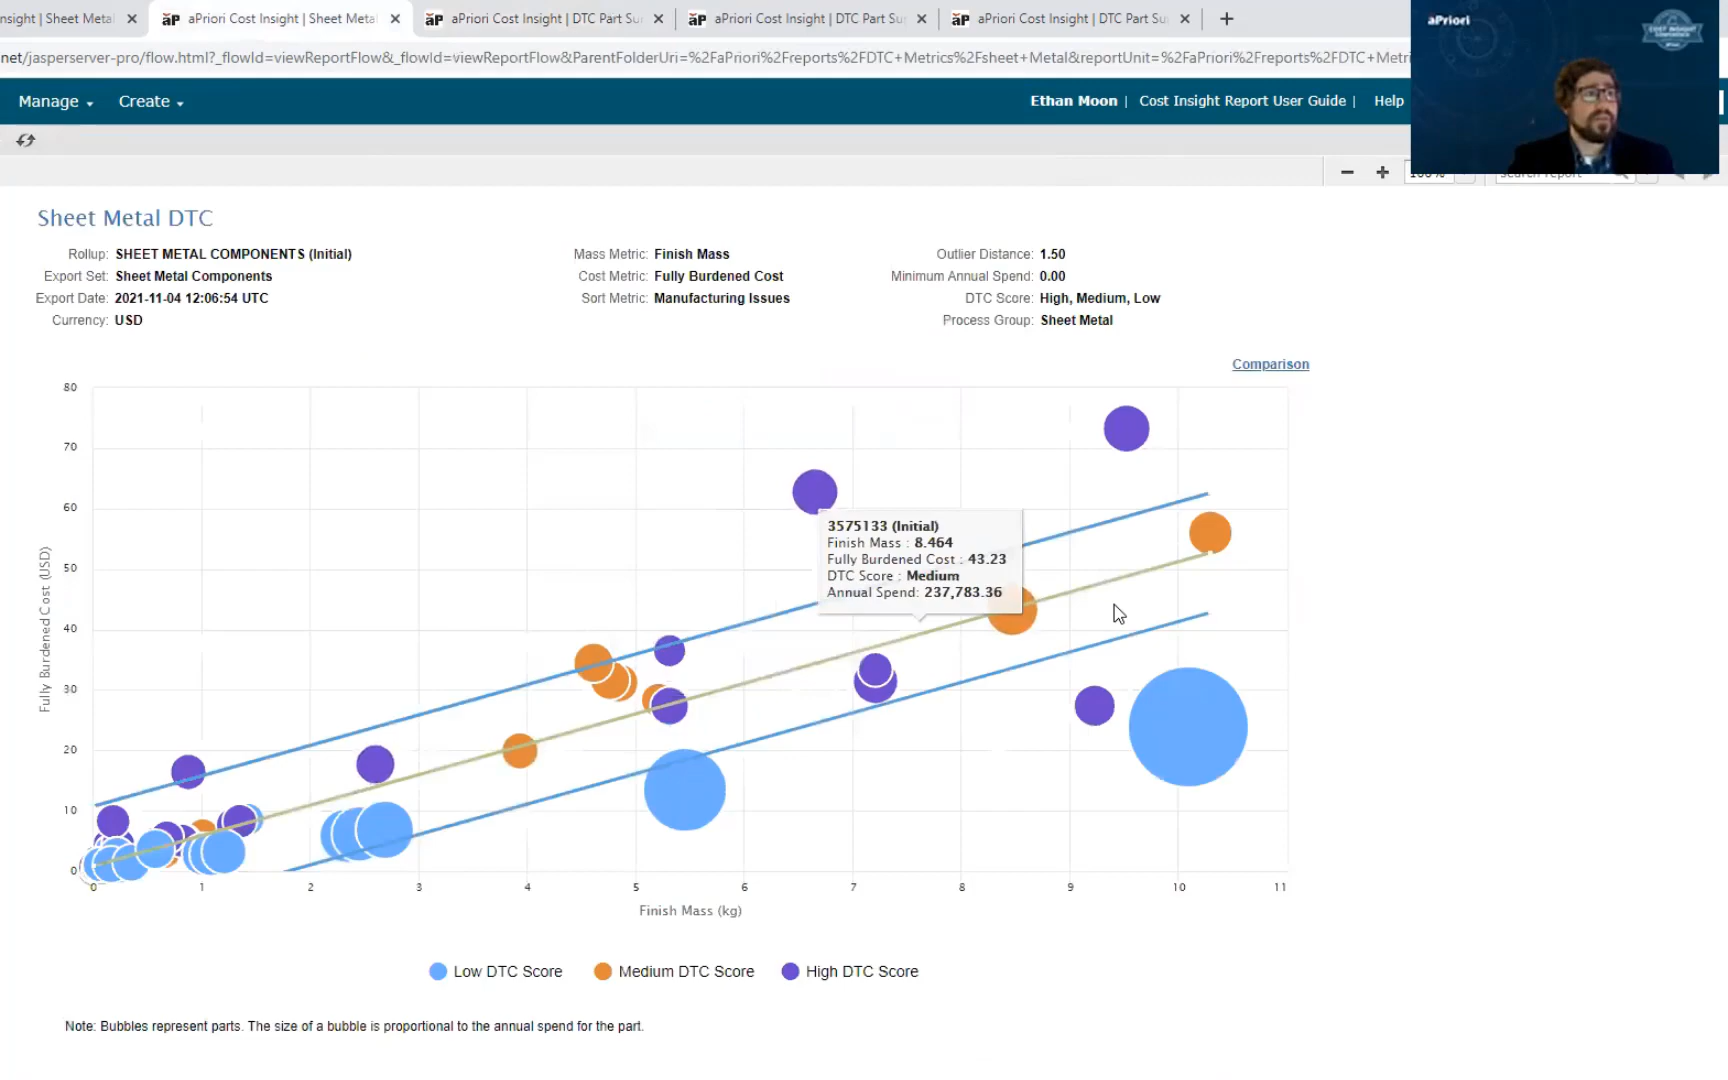 nsight | Sheet Metal
aPriori Cost Insight | Sheet Metal
aPriori Cost Insight | DTC Part Su
aPriori Cost Insight | DTC Part Su
aPriori Cost Insight | DTC Part Su
aPriori
net/jasperserver-pro/flow.html?_flowId=viewReportFlow&_flowId=viewReportFlow&ParentFolderUri=%2FaPriori%2Freports%2FDTC+Metrics%2Fsheet+Metal&reportUnit=%2FaPriori%2Freports%2FDTC+Metri
Manage
Create
Ethan Moon | Cost Insight Report User Guide | Help
Sheet Metal DTC
Rollup: SHEET METAL COMPONENTS (Initial)
Export Set: Sheet Metal Components
Export Date: 2021-11-04 12:06:54 UTC
Currency: USD
Mass Metric: Finish Mass
Cost Metric: Fully Burdened Cost
Sort Metric: Manufacturing Issues
Outlier Distance: 1.50
Minimum Annual Spend: 0.00
DTC Score: High, Medium, Low
Process Group: Sheet Metal
Comparison
80
70
60
50
40
30
20
10
0
Fully Burdened Cost (USD)
3575133 (Initial)
Finish Mass : 8.464
Fully Burdened Cost : 43.23
DTC Score : Medium
Annual Spend: 237,783.36
0 1 2 3 4 5 6 7 8 9 10 11
Finish Mass (kg)
Low DTC Score
Medium DTC Score
High DTC Score
Note: Bubbles represent parts. The size of a bubble is proportional to the annual spend for the part.